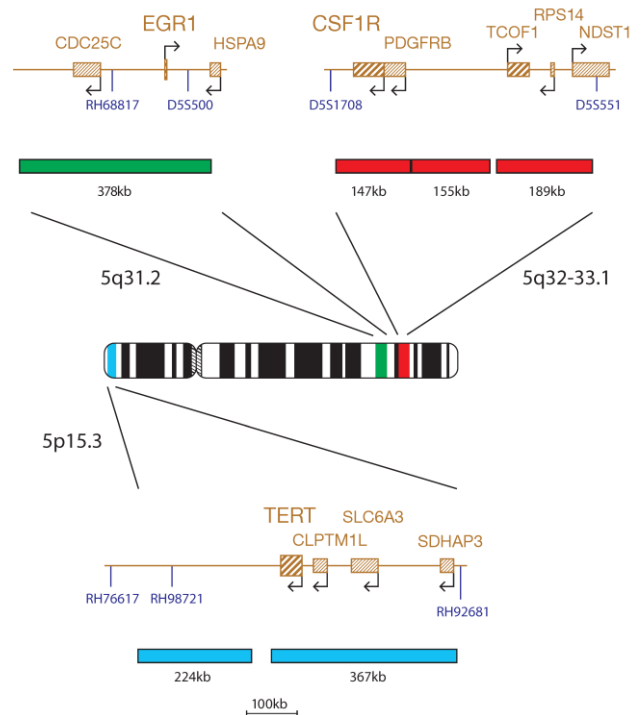 EGR1
CDC25C
HSPA9
RH68817
D5S500
CSF1R
PDGFRB
TCOF1
RPS14
NDST1
D5S1708
D5S551
378kb
147kb
155kb
189kb
5q31.2
5q32-33.1
5p15.3
TERT
SLC6A3
CLPTM1L
SDHAP3
RH76617
RH98721
RH92681
224kb
367kb
100kb